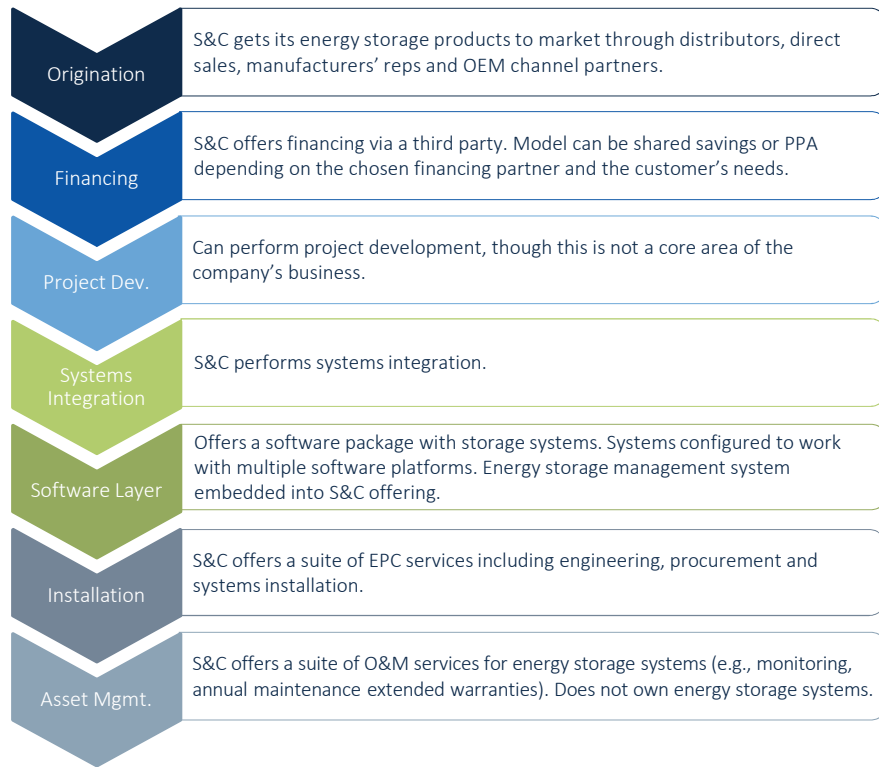 Origination
S&C gets its energy storage products to market through distributors, direct
sales, manufacturers’ reps and OEM channel partners.
Financing
S&C offers financing via a third party. Model can be shared savings or PPA
depending on the chosen financing partner and the customer’s needs.
Project Dev.
Can perform project development, though this is not a core area of the
company’s business.
Systems
Integration
S&C performs systems integration.
Software Layer
Offers a software package with storage systems. Systems configured to work
with multiple software platforms. Energy storage management system
embedded into S&C offering.
Installation
S&C offers a suite of EPC services including engineering, procurement and
systems installation.
Asset Mgmt.
S&C offers a suite of O&M services for energy storage systems (e.g., monitoring,
annual maintenance extended warranties). Does not own energy storage systems.